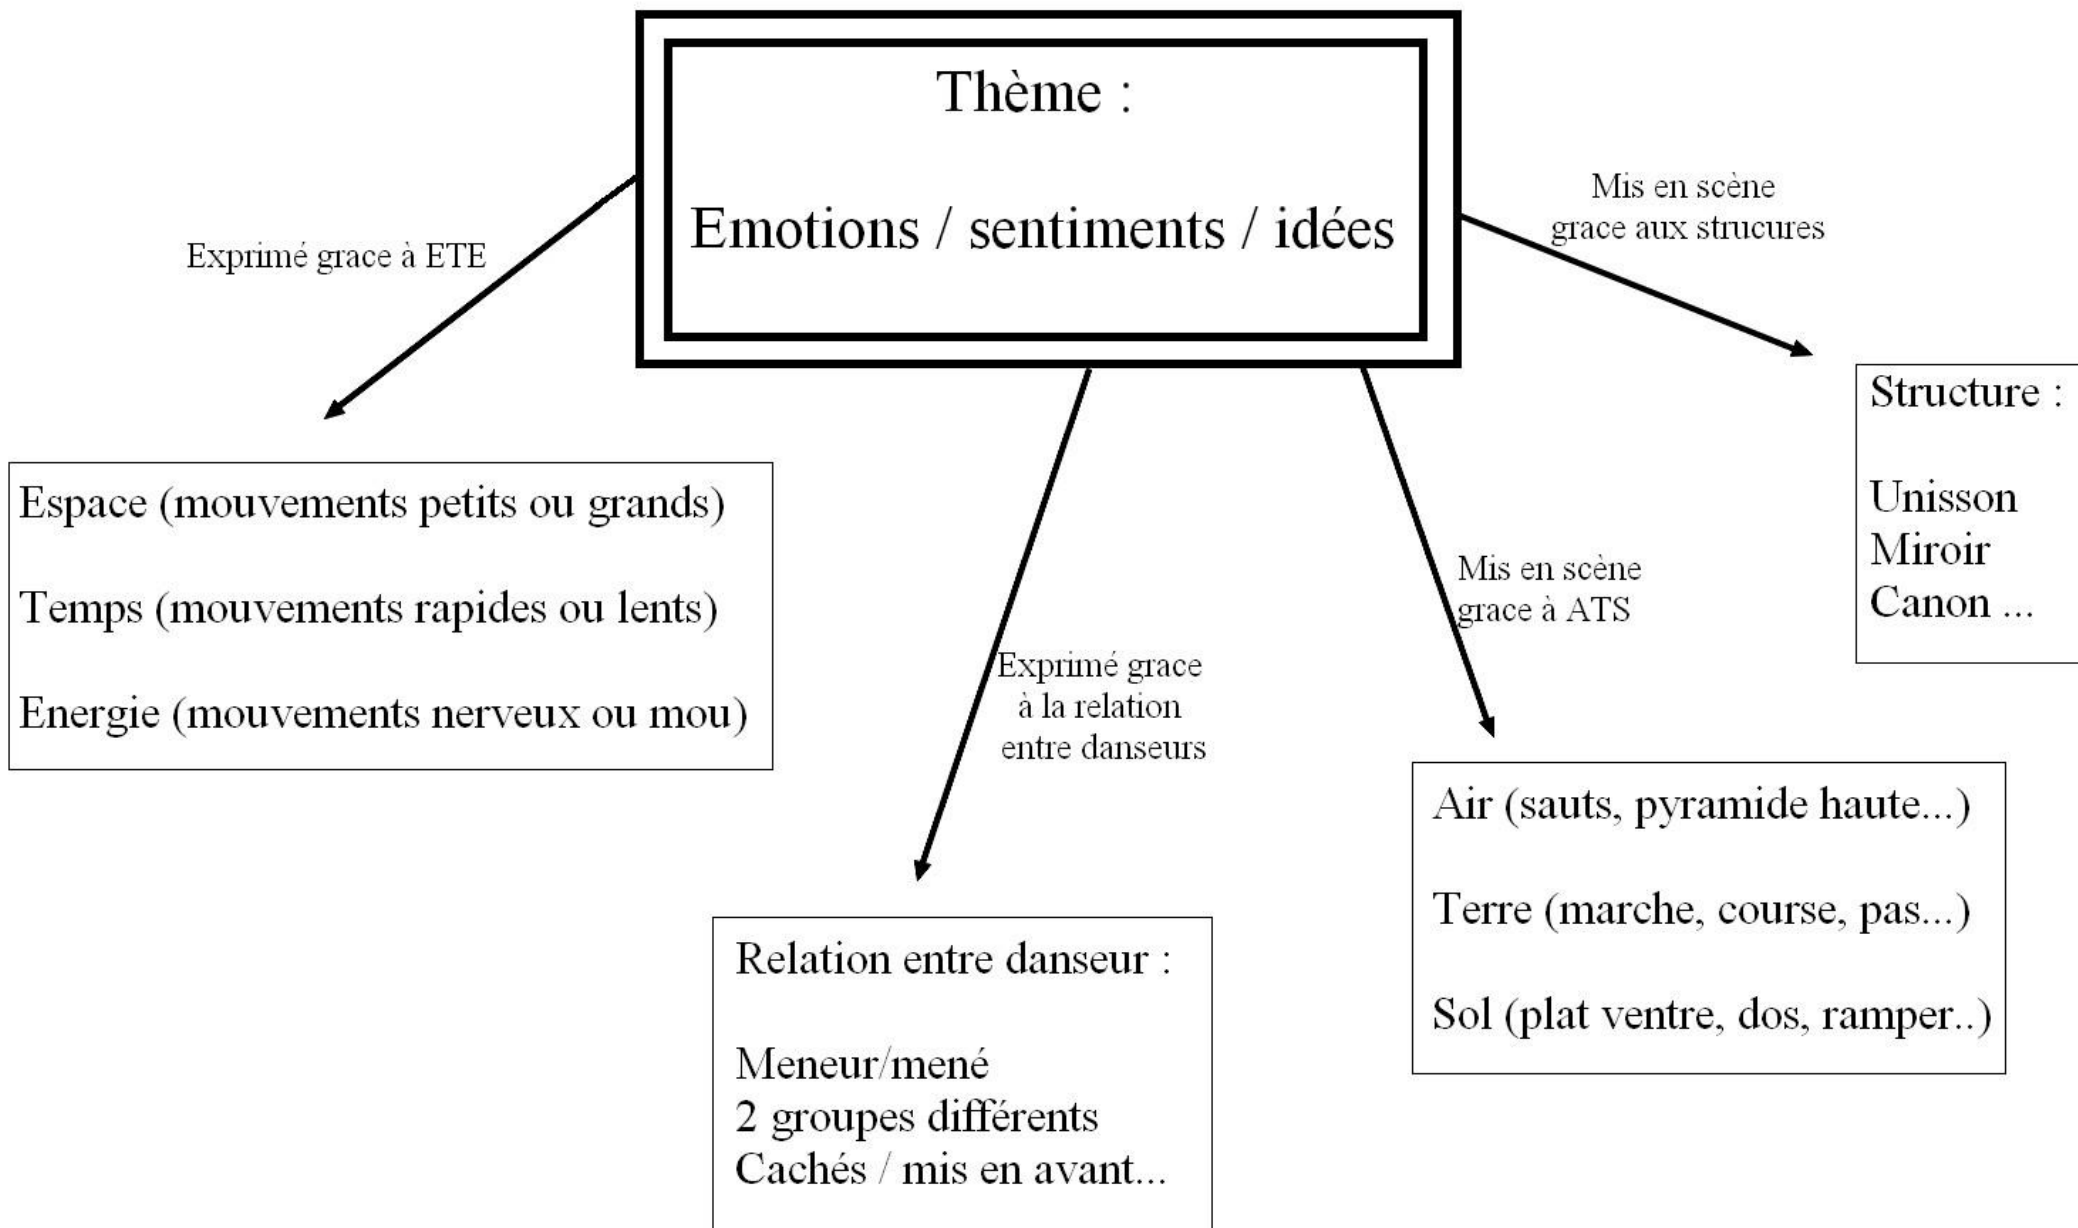 Thème :
Emotions / sentiments / idées
Exprimé grace à ETE
Mis en scène
grace aux strucures
Structure :
Unisson
Miroir
Canon ...
Espace (mouvements petits ou grands)
Temps (mouvements rapides ou lents)
Energie (mouvements nerveux ou mou)
Exprimé grace
à la relation
entre danseurs
Mis en scène
grace à ATS
Relation entre danseur :
Meneur/mené
2 groupes différents
Cachés / mis en avant...
Air (sauts, pyramide haute...)
Terre (marche, course, pas...)
Sol (plat ventre, dos, ramper..)